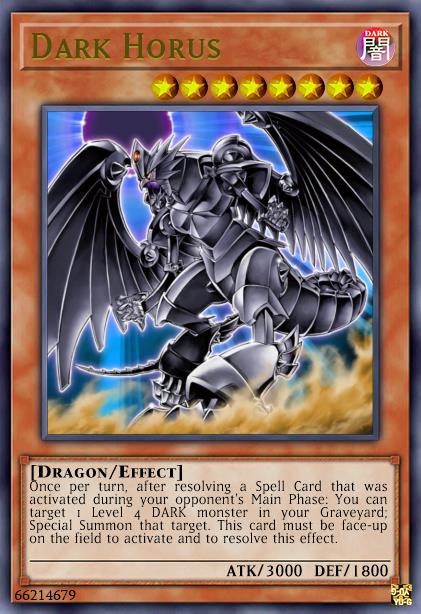 Dark Horus
DARK
闇
[Dragon/Effect]
Once per turn, after resolving a Spell Card that was
activated during your opponent's Main Phase: You can
target 1 Level 4 DARK monster in your Graveyard;
Special Summon that target. This card must be face-up
on the field to activate and to resolve this effect.
ATK/3000 DEF/1800
66214679